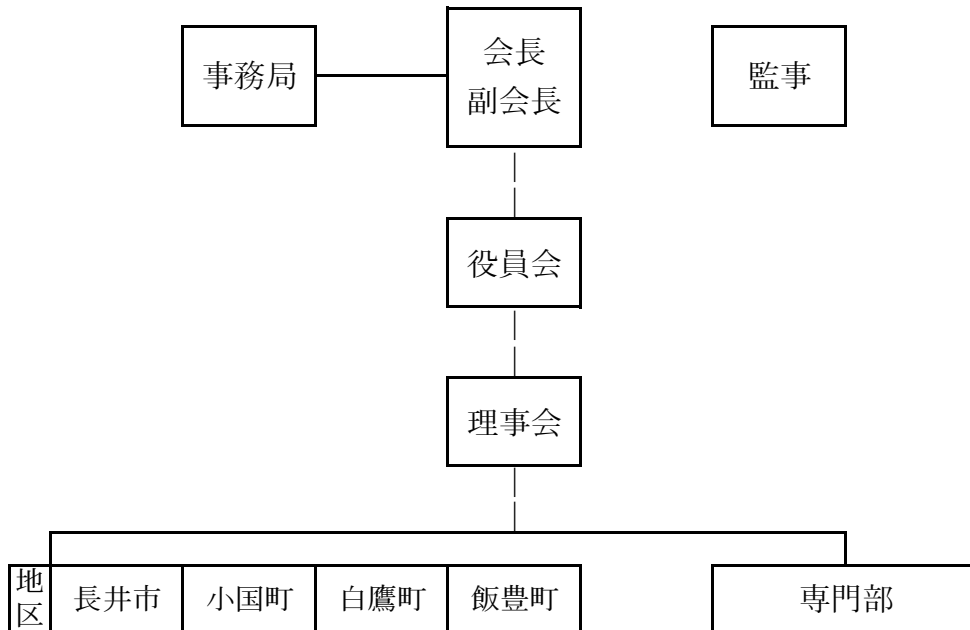 事務局
会長
副会長
監事
役員会
理事会
地区
長井市
小国町
白鷹町
飯豊町
専門部